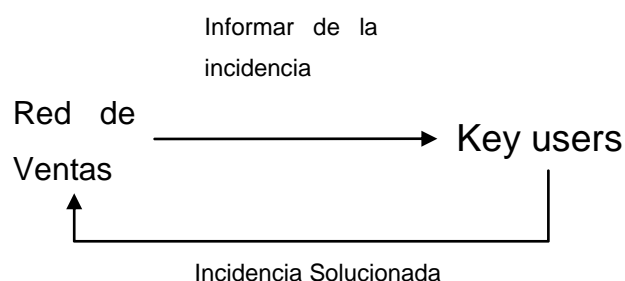 Informar de la
incidencia
Red de
Ventas
Key users
Incidencia Solucionada